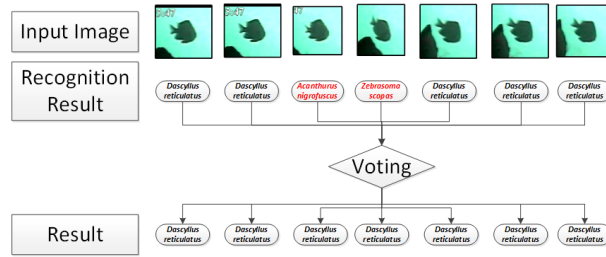 Input Image
Recognition
Result
Dascyllus
reticulatus
Dascyllus
reticulatus
Acanthurus
nigrofuscus
Zebrasoma
scopas
Dascyllus
reticulatus
Dascyllus
reticulatus
Dascyllus
reticulatus
Voting
Result
Dascyllus
reticulatus
Dascyllus
reticulatus
Dascyllus
reticulatus
Dascyllus
reticulatus
Dascyllus
reticulatus
Dascyllus
reticulatus
Dascyllus
reticulatus